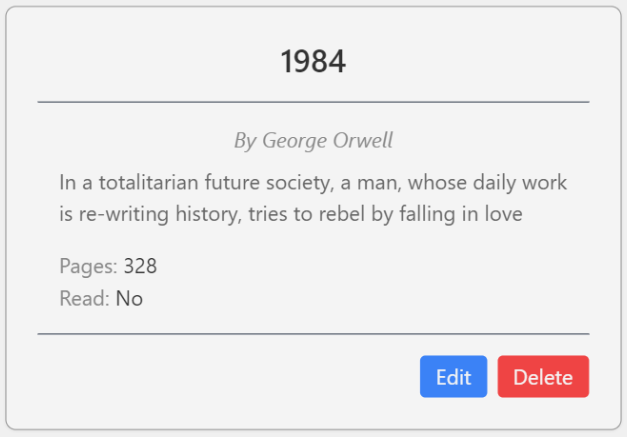 1984
By George Orwell
In a totalitarian future society, a man, whose daily work
is re-writing history, tries to rebel by falling in love
Pages: 328
Read: No
Edit Delete